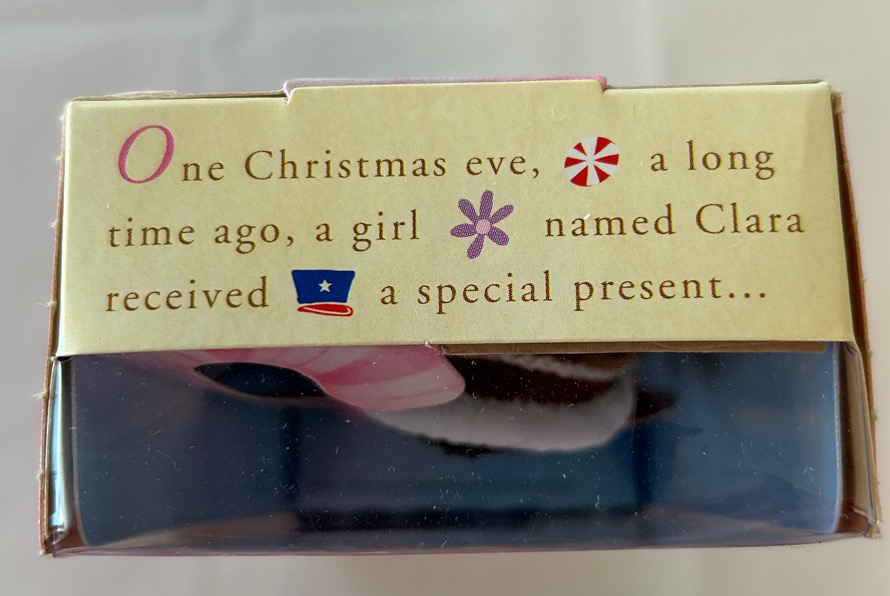 One Christmas eve, a long
time ago, a girl named Clara
received a special present...